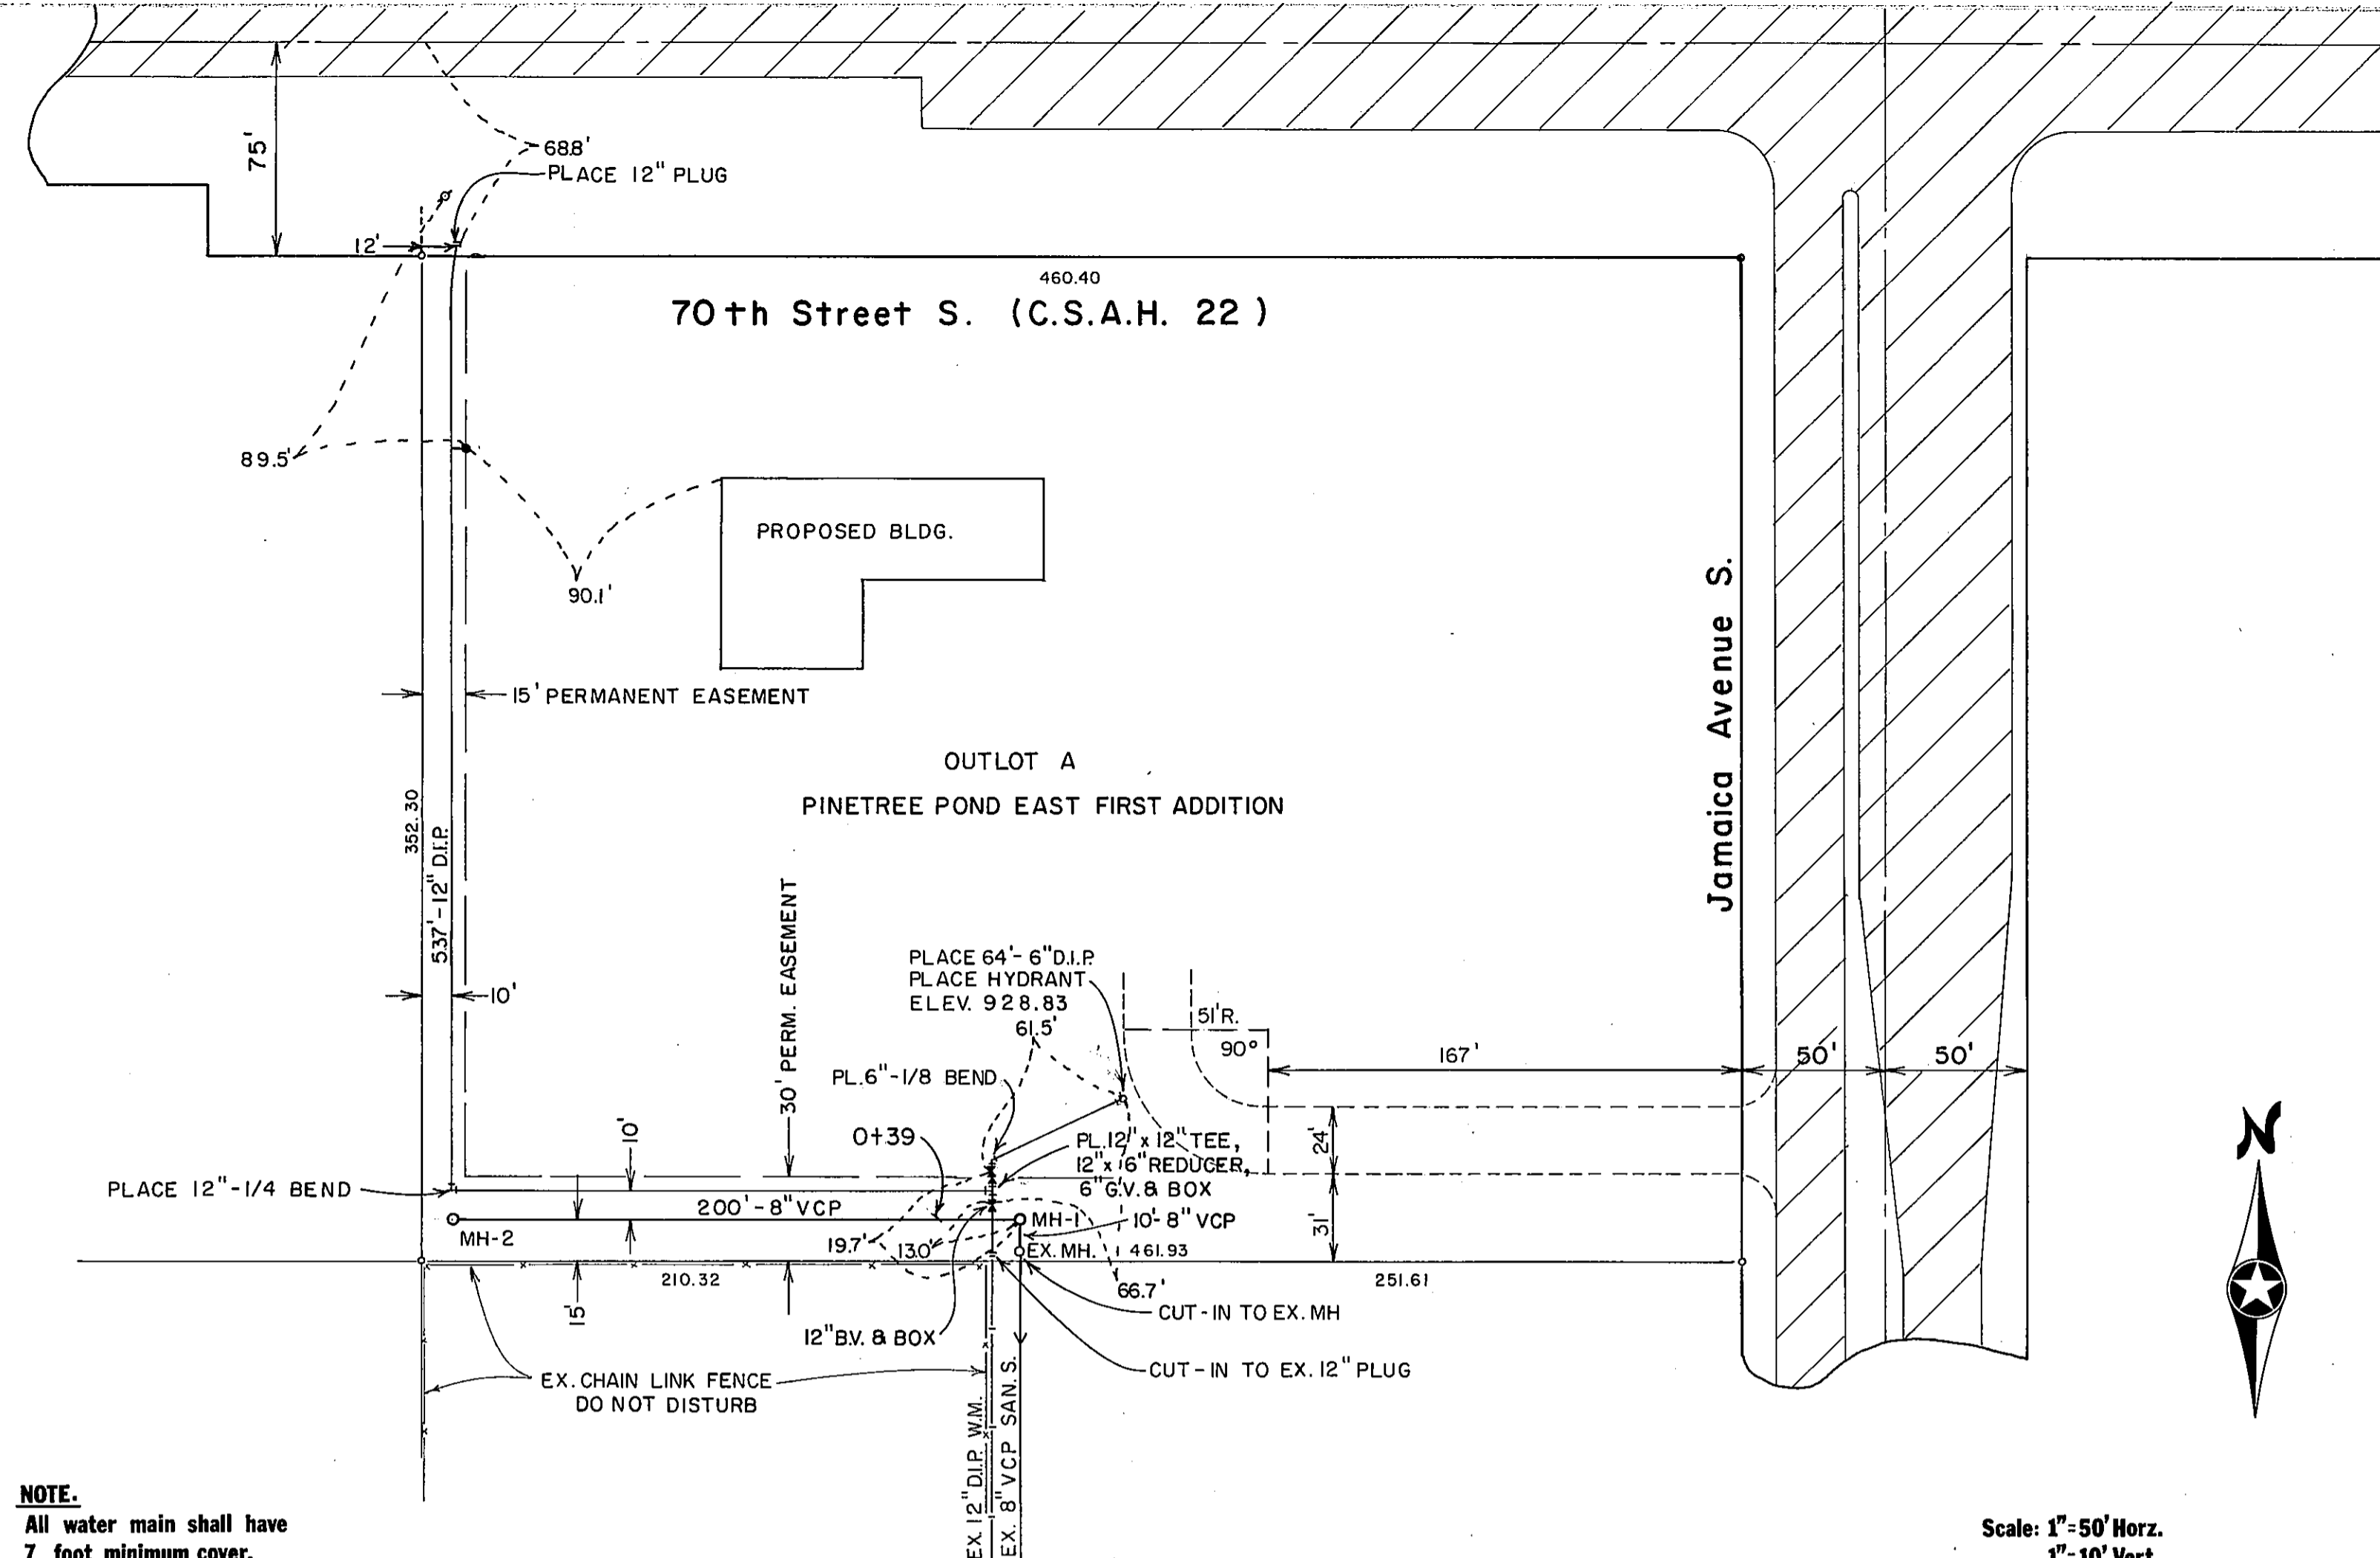 75'
68.8'
PLACE 12" PLUG
12'
460.40
70th Street S. (C.S.A.H. 22)
89.5'
PROPOSED BLDG.
90.1'
15' PERMANENT EASEMENT
OUTLOT A
PINETREE POND EAST FIRST ADDITION
Jamaica Avenue S.
352.30
537'-12" D.I.P.
10'
30' PERM. EASEMENT
PLACE 64'-6" D.I.P.
PLACE HYDRANT
ELEV. 928.83
61.5'
51'R.
90°
167'
50'
50'
PL.6"-1/8 BEND
10'
0+39
PL.12" x 12" TEE,
12" x 6" REDUCER,
6" G.V. & BOX
24'
PLACE 12"-1/4 BEND
200'-8" VCP
MH-1
10'-8" VCP
31'
MH-2
19.7'
13.0'
EX. MH.
461.93
210.32
251.61
66.7'
15'
CUT-IN TO EX. MH
12" B.V. & BOX
CUT-IN TO EX. 12" PLUG
EX. CHAIN LINK FENCE
DO NOT DISTURB
EX. 12" D.I.P. W.M.
EX. 8" VCP SAN. S.
N
NOTE.
All water main shall have
7 foot minimum cover.
Scale: 1"=50' Horz.
1"=10' Vert.